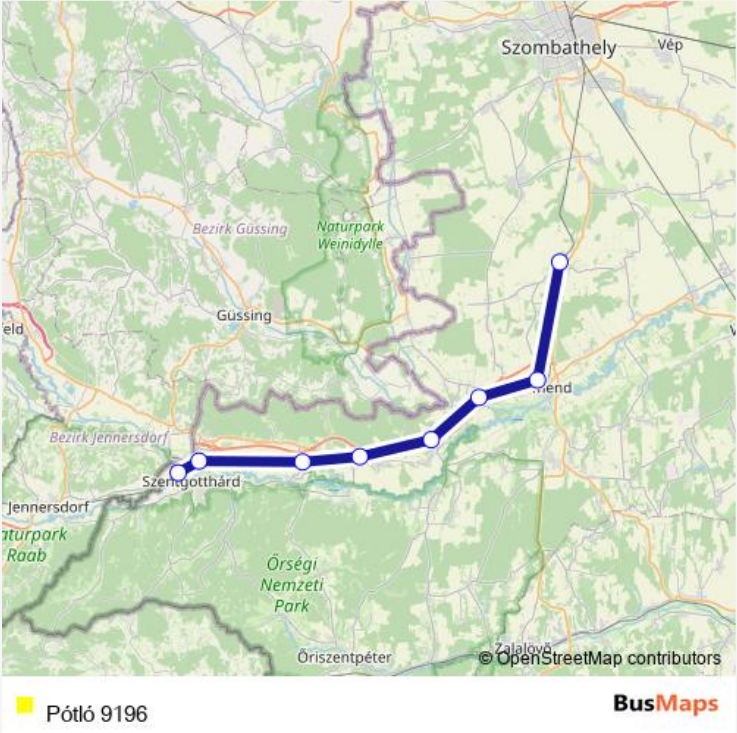 Szombathely
Vép
Bezirk Güssing
Naturpark
Weinidylle
Güssing
Bezirk Jennersdorf
Szentgotthárd
Jennersdorf
Raab
Őrségi
Nemzeti
Park
Őriszentpéter
Zalalövő
© OpenStreetMap contributors
Pótló 9196
BusMaps